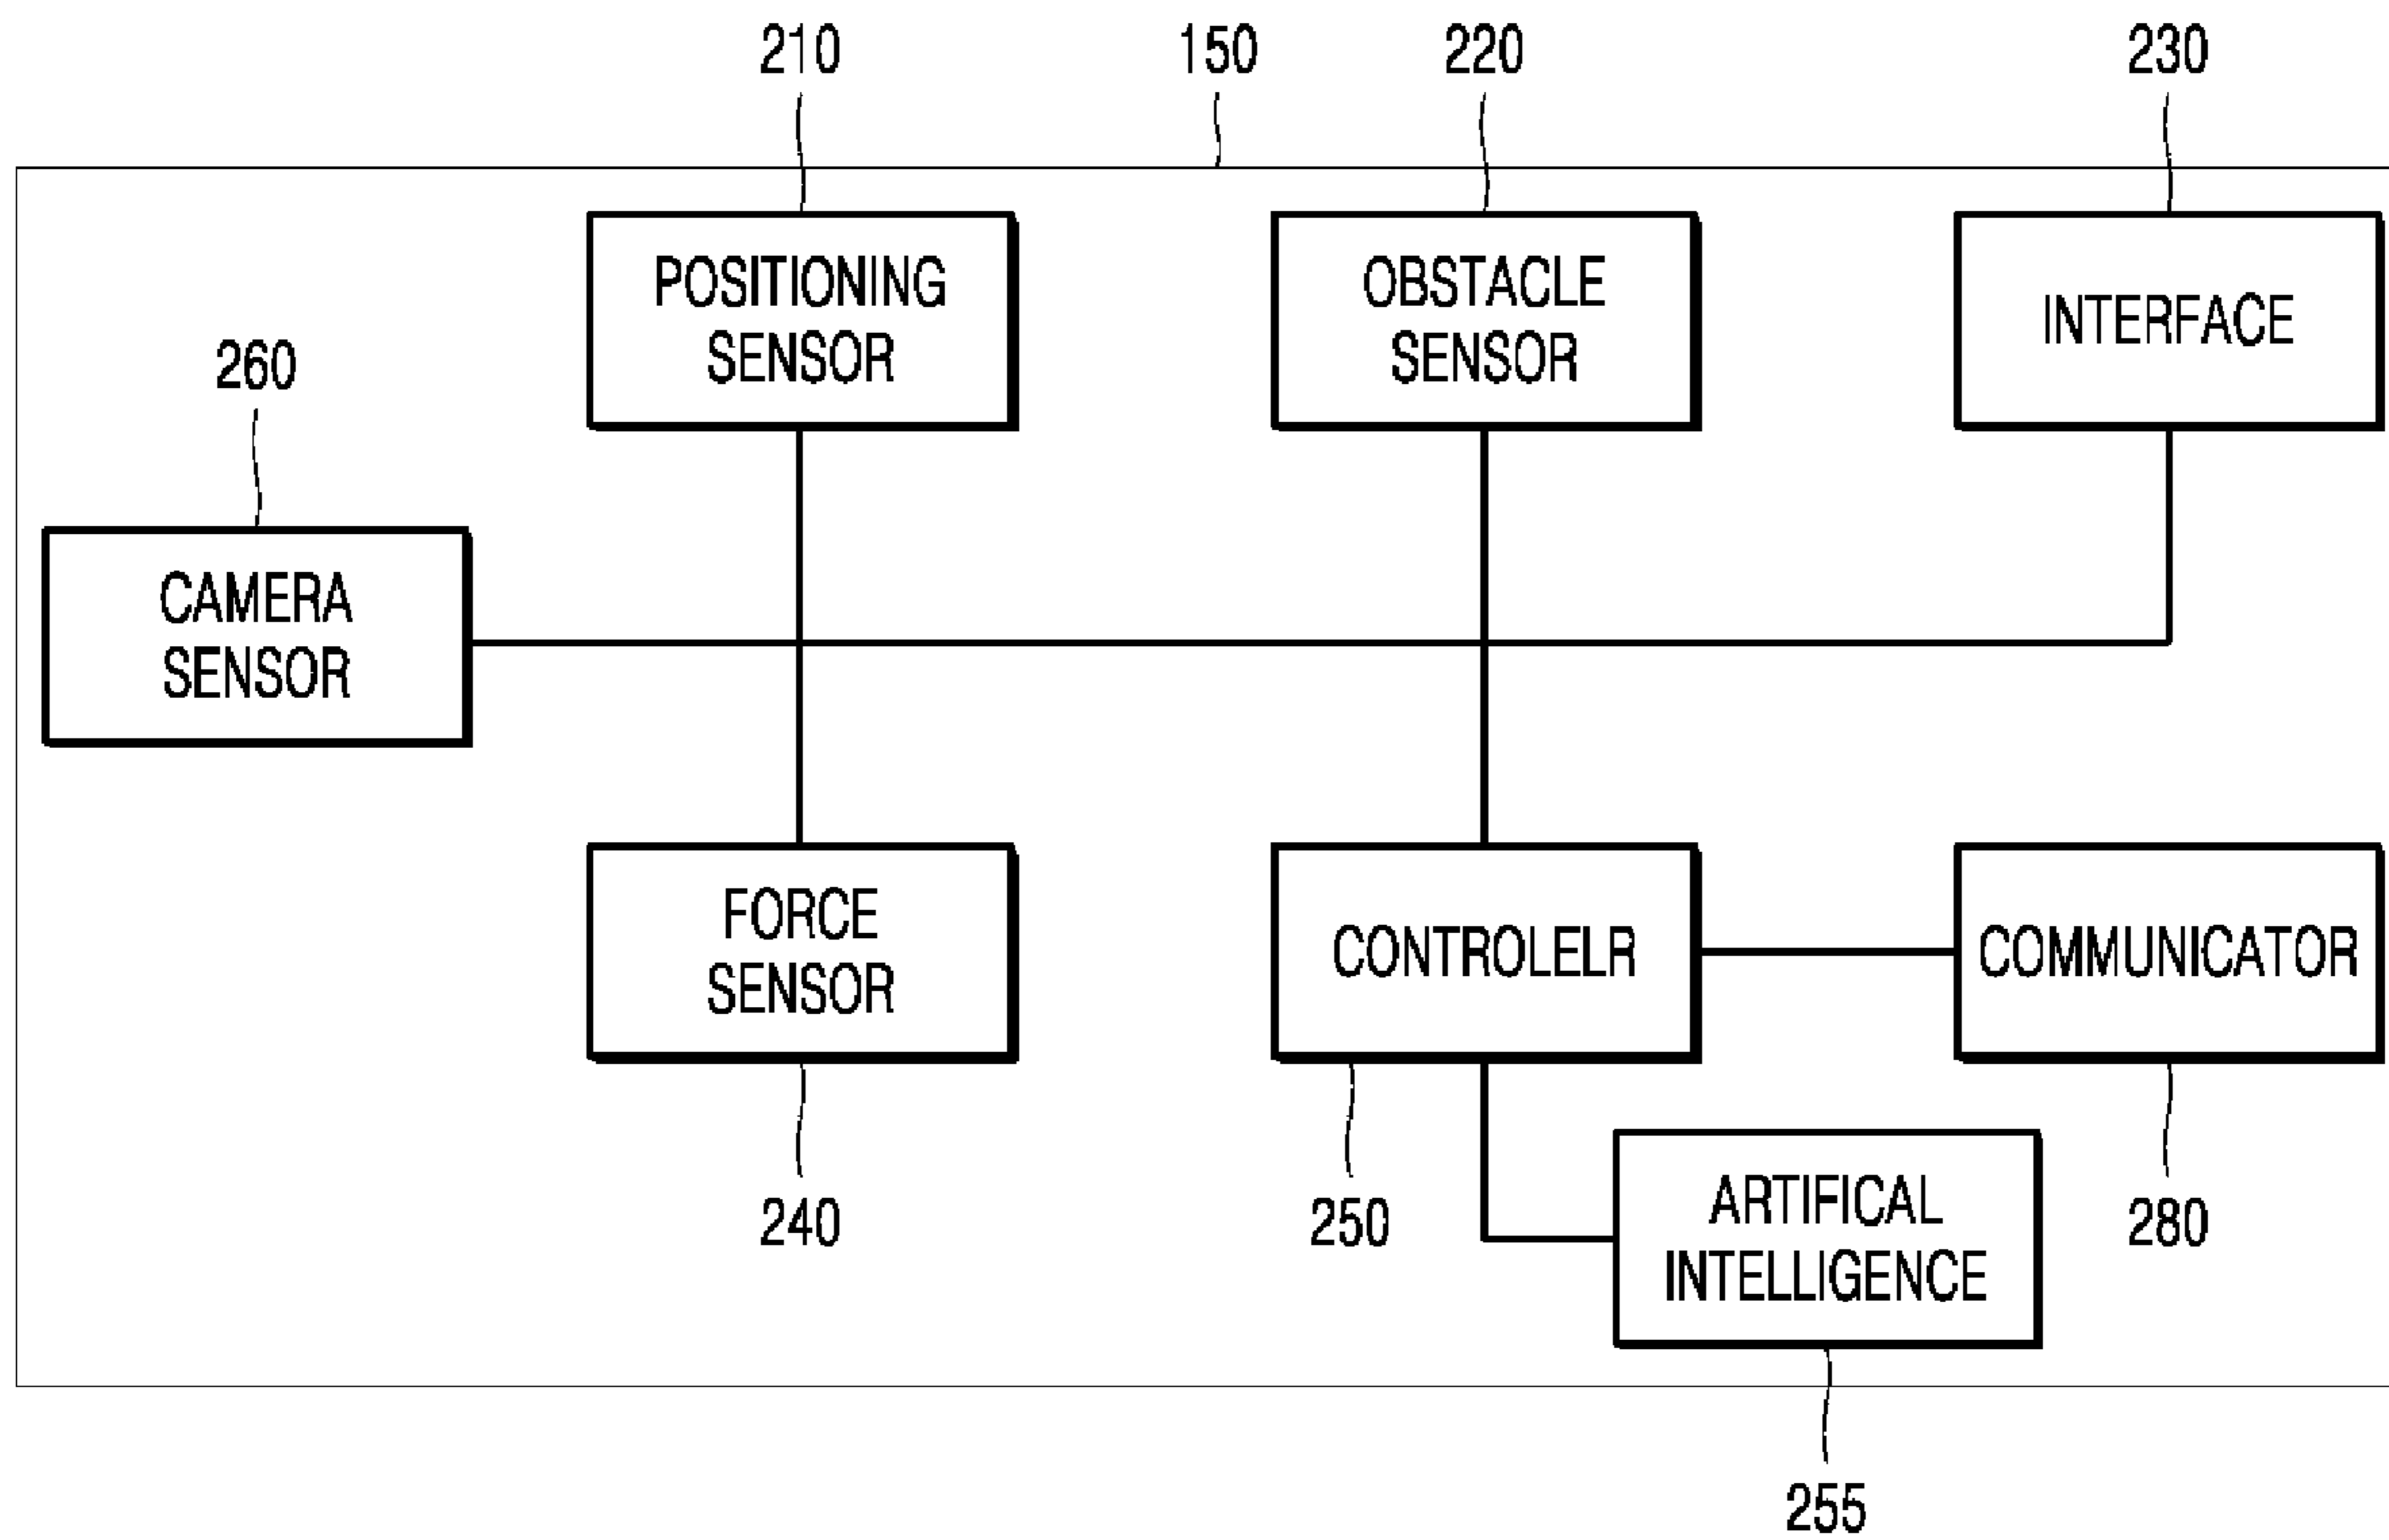 210
150
220
230
POSITIONING
SENSOR
OBSTACLE
SENSOR
INTERFACE
260
CAMERA
SENSOR
FORCE
SENSOR
CONTROLELR
COMMUNICATOR
240
250
ARTIFICAL
INTELLIGENCE
280
255